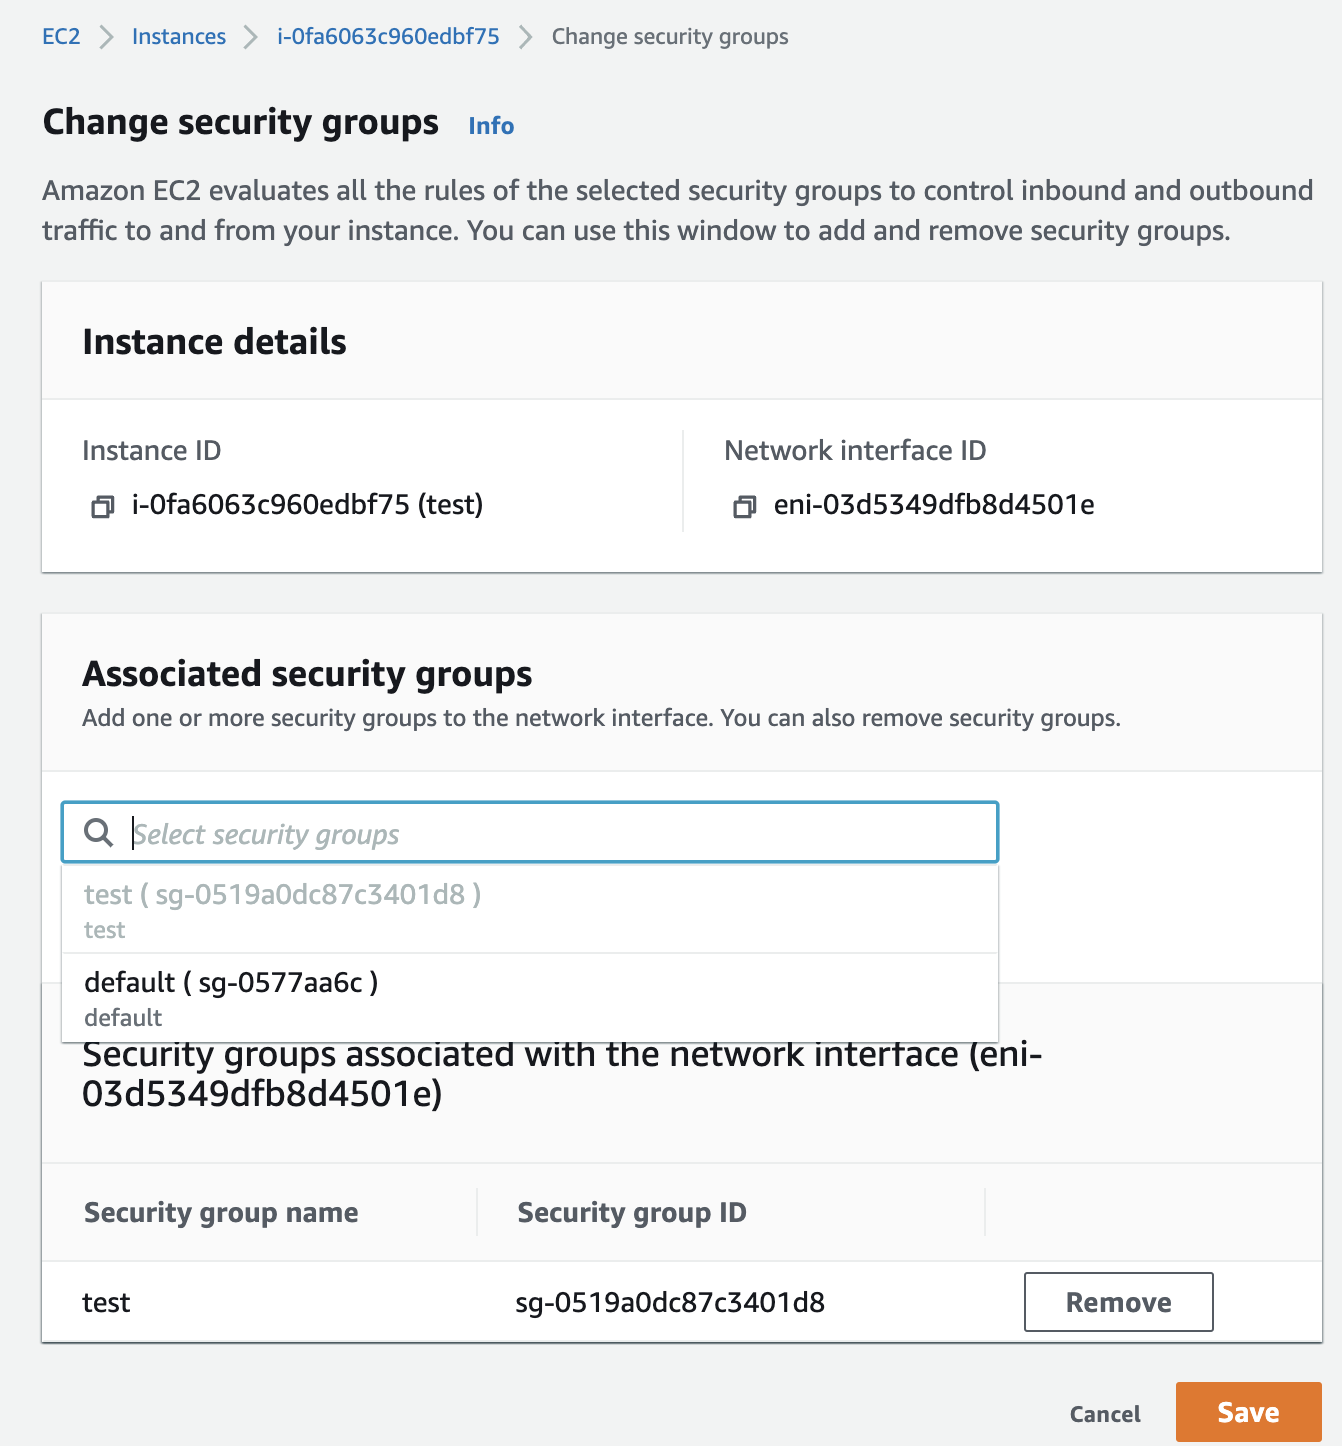 EC2 > Instances > i-0fa6063c960edbf75 > Change security groups
Change security groups Info
Amazon EC2 evaluates all the rules of the selected security groups to control inbound and outbound
traffic to and from your instance. You can use this window to add and remove security groups.
Instance details
Instance ID
i-0fa6063c960edbf75 (test)
Network interface ID
eni-03d5349dfb8d4501e
Associated security groups
Add one or more security groups to the network interface. You can also remove security groups.
Select security groups
test ( sg-0519a0dc87c3401d8 )
test
default ( sg-0577aa6c )
default
Security groups associated with the network interface (eni-
03d5349dfb8d4501e)
Security group name Security group ID
test sg-0519a0dc87c3401d8 Remove
Cancel Save